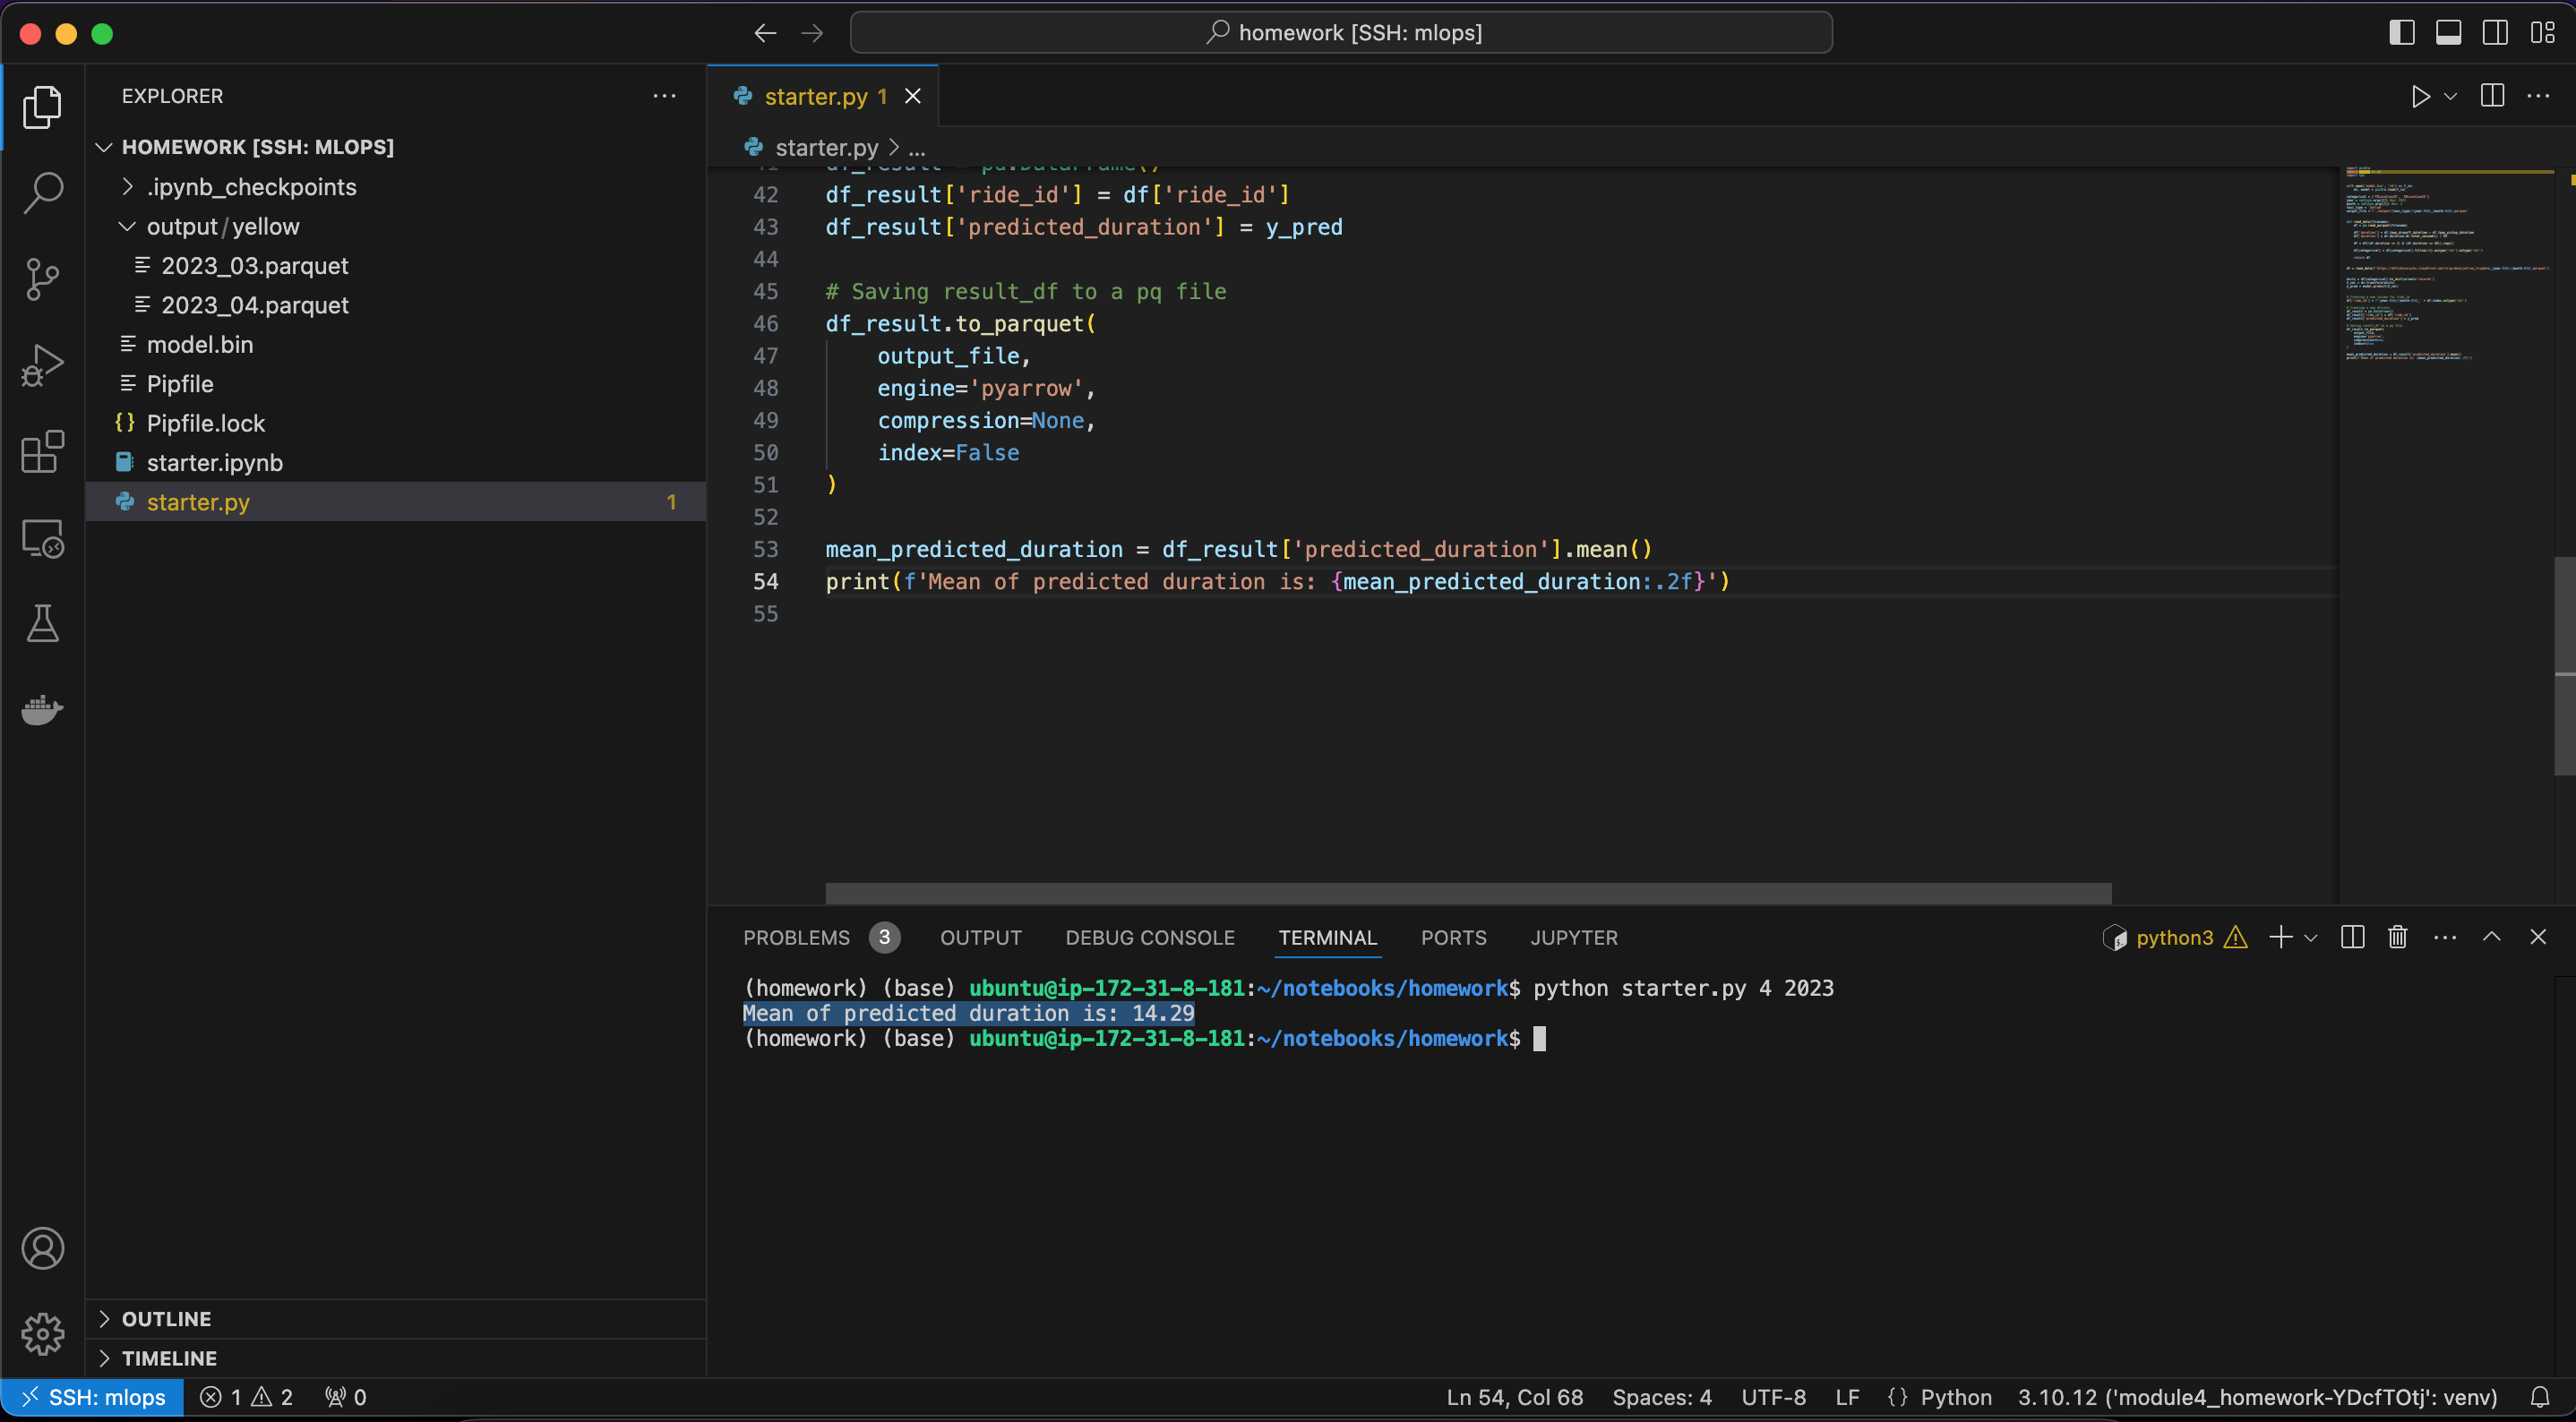 homework [SSH: mlops]
EXPLORER
HOMEWORK [SSH: MLOPS]
.ipynb_checkpoints
output/yellow
2023_03.parquet
2023_04.parquet
model.bin
Pipfile
{} Pipfile.lock
starter.ipynb
starter.py 1
OUTLINE
TIMELINE
starter.py 1
starter.py > ...
42 df_result['ride_id'] = df['ride_id']
43 df_result['predicted_duration'] = y_pred
44
45 # Saving result_df to a pq file
46 df_result.to_parquet(
47 output_file,
48 engine='pyarrow',
49 compression=None,
50 index=False
51 )
52
53 mean_predicted_duration = df_result['predicted_duration'].mean()
54 print(f'Mean of predicted duration is: {mean_predicted_duration:.2f}')
55
PROBLEMS 3 OUTPUT DEBUG CONSOLE TERMINAL PORTS JUPYTER
python3
(homework) (base) ubuntu@ip-172-31-8-181:~/notebooks/homework$ python starter.py 4 2023
Mean of predicted duration is: 14.29
(homework) (base) ubuntu@ip-172-31-8-181:~/notebooks/homework$
SSH: mlops 1 2 0
Ln 54, Col 68 Spaces: 4 UTF-8 LF {} Python 3.10.12 ('module4_homework-YDcfTOtj': venv)